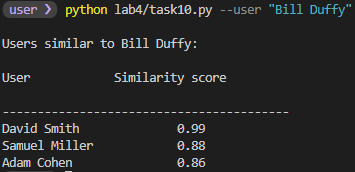 user ❯ python lab4/task10.py --user "Bill Duffy"
Users similar to Bill Duffy:
User Similarity score
-----------------------------------------
David Smith 0.99
Samuel Miller 0.88
Adam Cohen 0.86